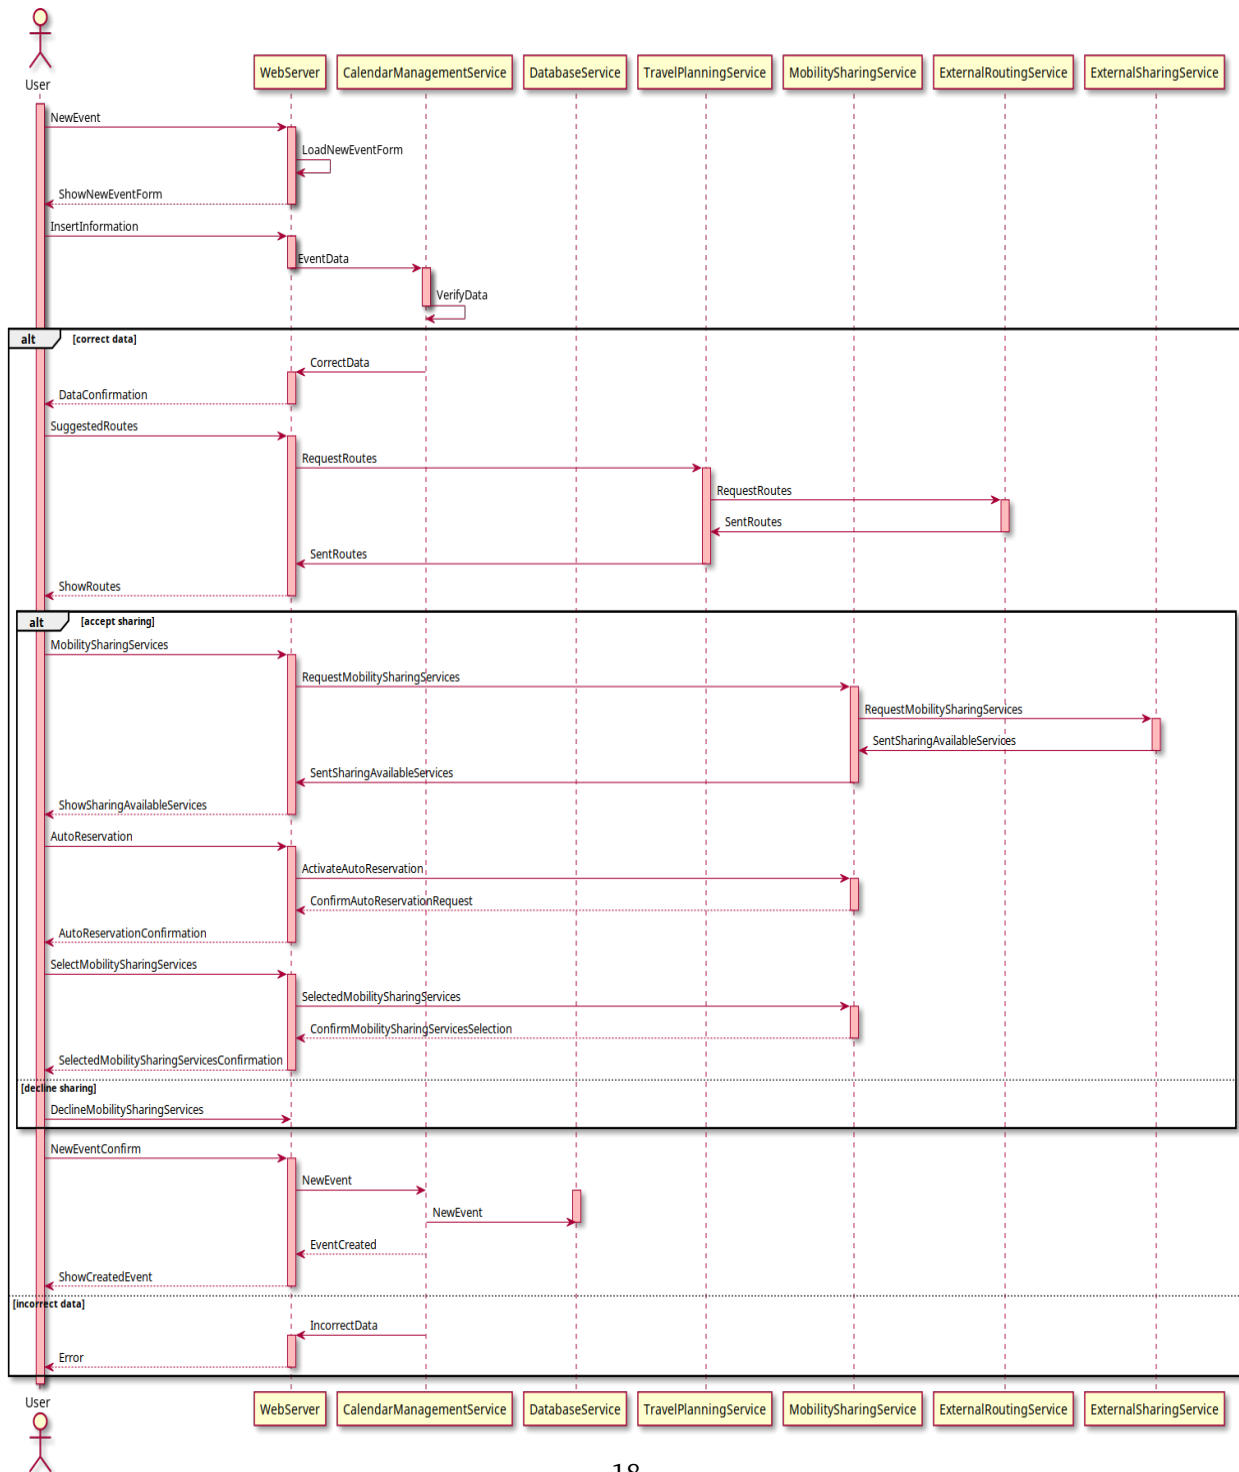 User
WebServer CalendarManagementService DatabaseService TravelPlanningService MobilitySharingService ExternalRoutingService ExternalSharingService
NewEvent
LoadNewEventForm
ShowNewEventForm
InsertInformation
EventData
VerifyData
alt [correct data]
CorrectData
DataConfirmation
SuggestedRoutes
RequestRoutes
RequestRoutes
SentRoutes
SentRoutes
ShowRoutes
alt [accept sharing]
MobilitySharingServices
RequestMobilitySharingServices
RequestMobilitySharingServices
SentSharingAvailableServices
SentSharingAvailableServices
ShowSharingAvailableServices
AutoReservation
ActivateAutoReservation
ConfirmAutoReservationRequest
AutoReservationConfirmation
SelectMobilitySharingServices
SelectedMobilitySharingServices
ConfirmMobilitySharingServicesSelection
SelectedMobilitySharingServicesConfirmation
[decline sharing]
DeclineMobilitySharingServices
NewEventConfirm
NewEvent
NewEvent
EventCreated
ShowCreatedEvent
[incorrect data]
IncorrectData
Error
User
WebServer CalendarManagementService DatabaseService TravelPlanningService MobilitySharingService ExternalRoutingService ExternalSharingService
18